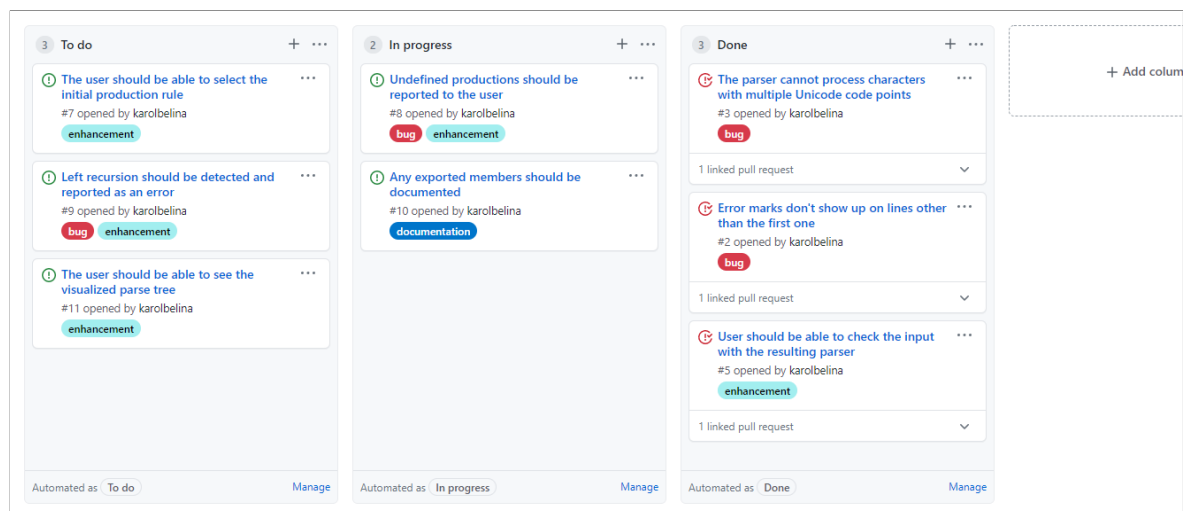 3 To do
The user should be able to select the
initial production rule
#7 opened by karolbelina
enhancement
Left recursion should be detected and
reported as an error
#9 opened by karolbelina
bug enhancement
The user should be able to see the
visualized parse tree
#11 opened by karolbelina
enhancement
Automated as To do Manage
2 In progress
Undefined productions should be
reported to the user
#8 opened by karolbelina
bug enhancement
Any exported members should be
documented
#10 opened by karolbelina
documentation
Automated as In progress Manage
3 Done
The parser cannot process characters
with multiple Unicode code points
#3 opened by karolbelina
bug
1 linked pull request
Error marks don't show up on lines other
than the first one
#2 opened by karolbelina
bug
1 linked pull request
User should be able to check the input
with the resulting parser
#5 opened by karolbelina
enhancement
1 linked pull request
Automated as Done Manage
+ Add colum